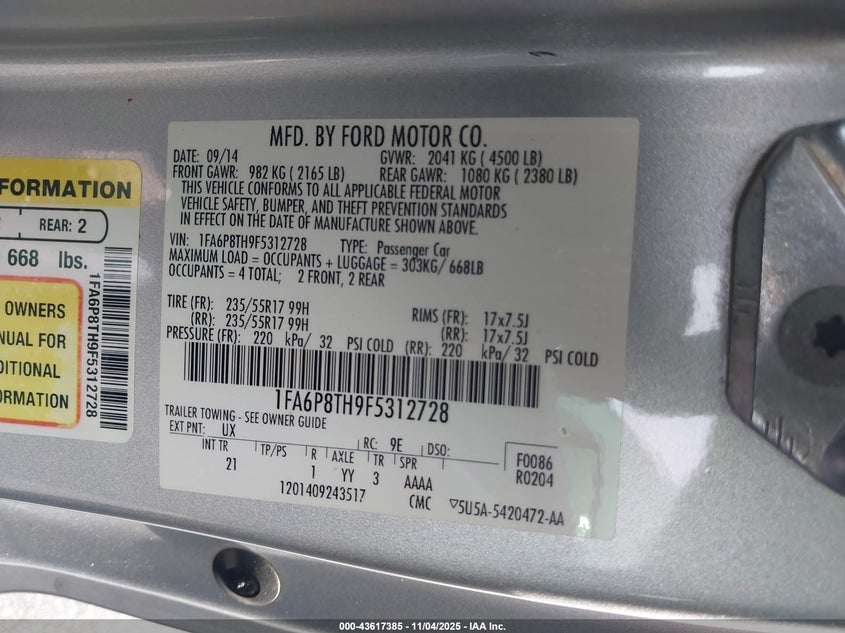 MFD. BY FORD MOTOR CO.
DATE: 09/14 GVWR: 2041 KG ( 4500 LB)
FRONT GAWR: 982 KG ( 2165 LB) REAR GAWR: 1080 KG ( 2380 LB)
THIS VEHICLE CONFORMS TO ALL APPLICABLE FEDERAL MOTOR
VEHICLE SAFETY, BUMPER, AND THEFT PREVENTION STANDARDS
IN EFFECT ON THE DATE OF MANUFACTURE SHOWN ABOVE.
VIN: 1FA6P8TH9F5312728 TYPE: Passenger Car
MAXIMUM LOAD = OCCUPANTS + LUGGAGE = 303KG/ 668LB
OCCUPANTS = 4 TOTAL; 2 FRONT, 2 REAR
TIRE (FR): 235/55R17 99H RIMS (FR): 17x7.5J
(RR): 235/55R17 99H (RR): 17x7.5J
PRESSURE (FR): 220 kPa/ 32 PSI COLD (RR): 220 kPa/ 32 PSI COLD
1FA6P8TH9F5312728
TRAILER TOWING - SEE OWNER GUIDE
EXT PNT: UX RC: 9E DSO:
INT TR TP/PS R AXLE TR SPR F0086
21 1 YY 3 AAAA R0204
1201409243517 CMC ▽5U5A-5420472-AA
FORMATION
REAR: 2
668 lbs.
OWNERS
NUAL FOR
DITIONAL
ORMATION
1FA6P8TH9F5312728
000-43617385 - 11/04/2025 - IAA Inc.